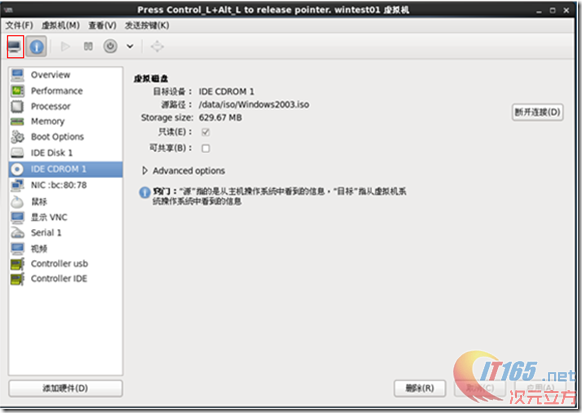 Press Control_L+Alt_L to release pointer. wintest01 虚拟机
文件(F) 虚拟机(M) 查看(V) 发送按键(K)
Overview
Performance
Processor
Memory
Boot Options
IDE Disk 1
IDE CDROM 1
NIC :bc:80:78
鼠标
显示 VNC
Serial 1
视频
Controller usb
Controller IDE
添加硬件(D)
虚拟磁盘
目标设备： IDE CDROM 1
源路径： /data/iso/Windows2003.iso
Storage size: 629.67 MB
只读(E)：
可共享(B)：
断开连接(D)
Advanced options
窍门："源"指的是从主机操作系统中看到的信息，"目标"指从虚拟机系
统操作系统中看到的信息
删除(R)
取消(C)
IT165.net
次元立方